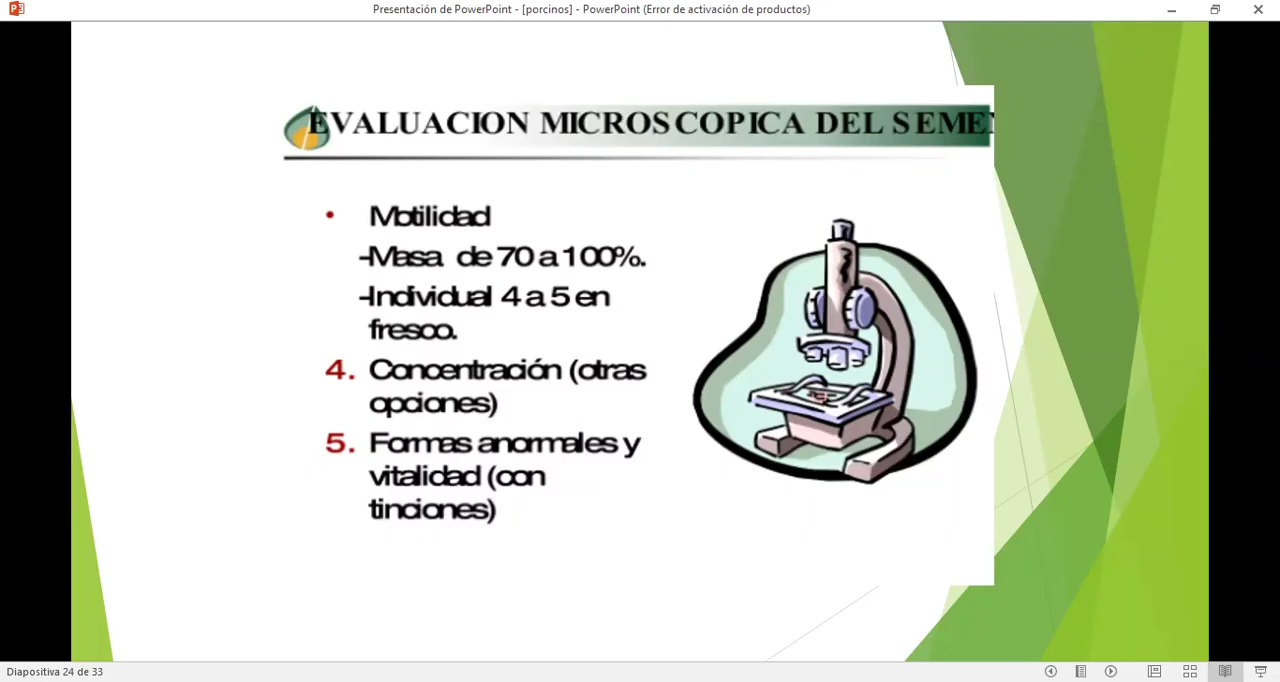 Presentación de PowerPoint - [porcinos] - PowerPoint (Error de activación de productos)
EVALUACION MICROSCOPICA DEL SEMEN
• Motilidad
-Masa de 70 a 100%.
-Individual 4 a 5 en
fresco.
4. Concentración (otras
opciones)
5. Formas anormales y
vitalidad (con
tinciones)
Diapositiva 24 de 33